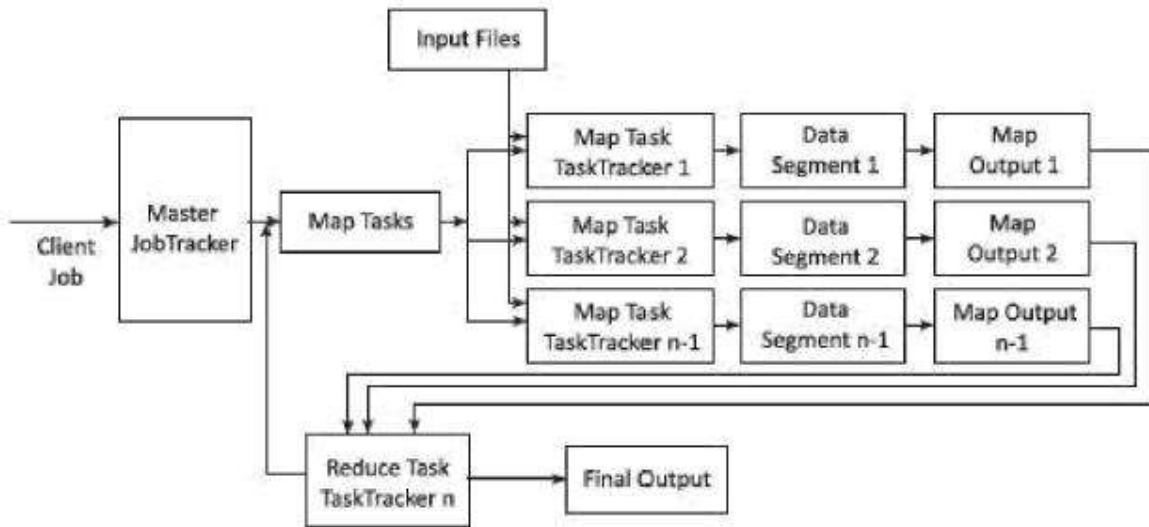 Input Files
Map Task
TaskTracker 1
Data
Segment 1
Map
Output 1
Client
Job
Master
JobTracker
Map Tasks
Map Task
TaskTracker 2
Data
Segment 2
Map
Output 2
Map Task
TaskTracker n-1
Data
Segment n-1
Map Output
n-1
Reduce Task
TaskTracker n
Final Output